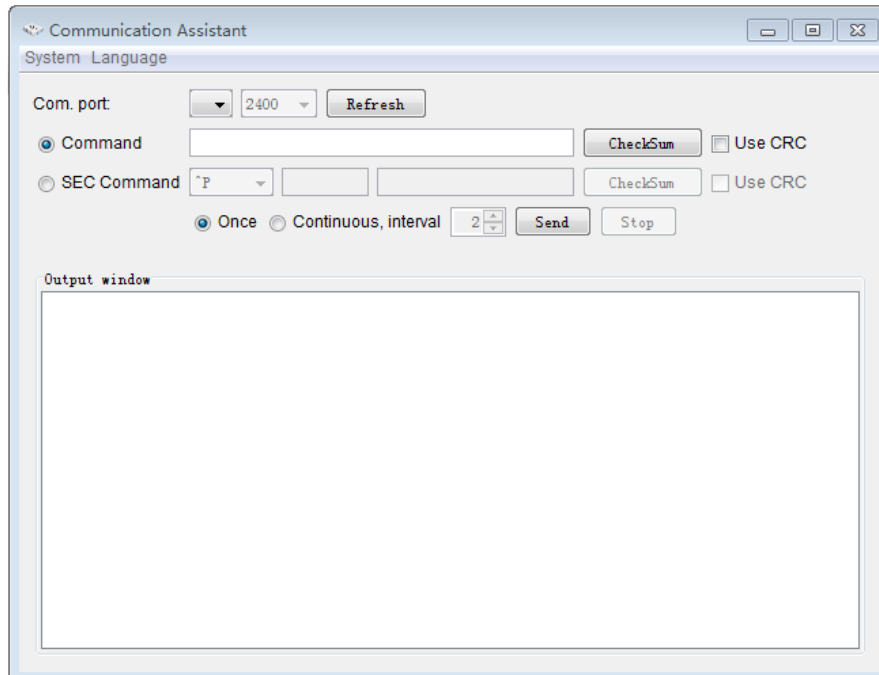 Communication Assistant
System Language
Com. port: 2400 Refresh
Command CheckSum Use CRC
SEC Command ^P CheckSum Use CRC
Once Continuous, interval 2 Send Stop
Output window